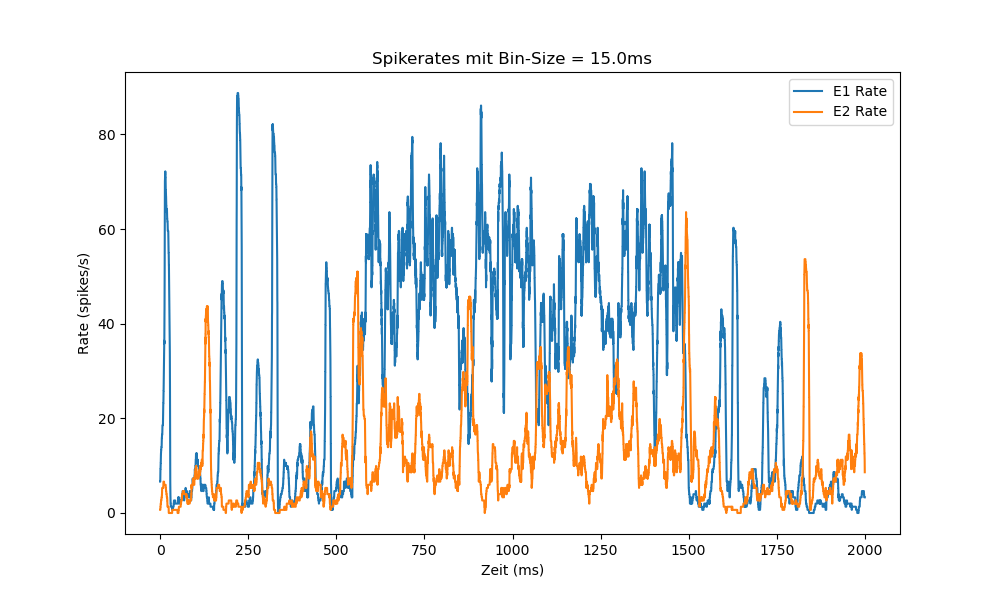 Spikerates mit Bin-Size = 15.0ms
E1 Rate
E2 Rate
Rate (spikes/s)
80
60
40
20
0
0 250 500 750 1000 1250 1500 1750 2000
Zeit (ms)